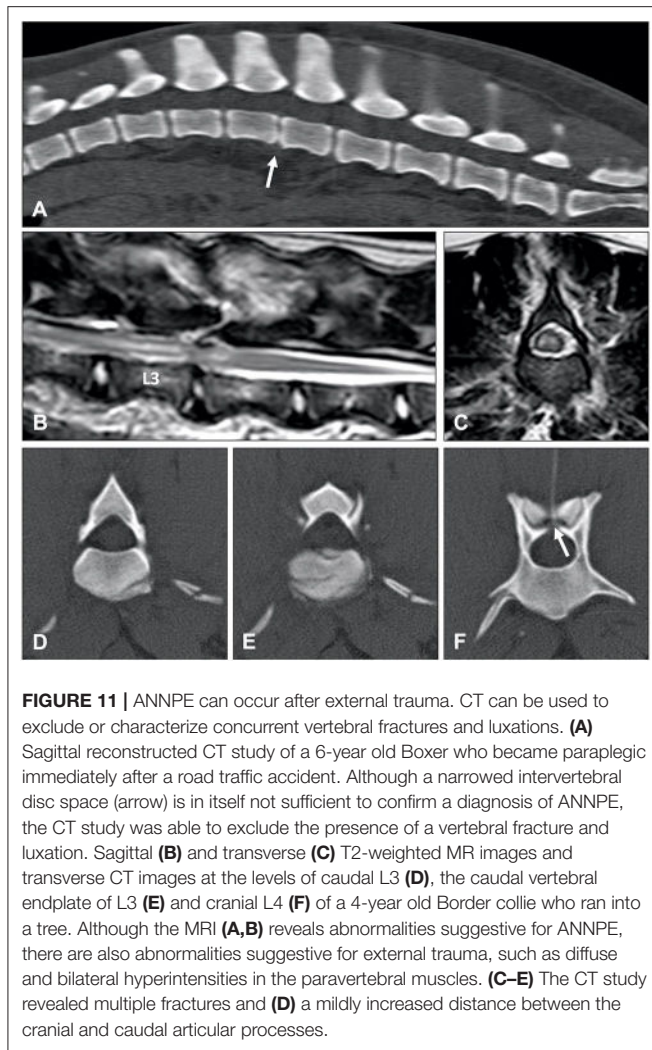 A
B
L3
C
D
E
F
FIGURE 11 | ANNPE can occur after external trauma. CT can be used to
exclude or characterize concurrent vertebral fractures and luxations. (A)
Sagittal reconstructed CT study of a 6-year old Boxer who became paraplegic
immediately after a road traffic accident. Although a narrowed intervertebral
disc space (arrow) is in itself not sufficient to confirm a diagnosis of ANNPE,
the CT study was able to exclude the presence of a vertebral fracture and
luxation. Sagittal (B) and transverse (C) T2-weighted MR images and
transverse CT images at the levels of caudal L3 (D), the caudal vertebral
endplate of L3 (E) and cranial L4 (F) of a 4-year old Border collie who ran into
a tree. Although the MRI (A,B) reveals abnormalities suggestive for ANNPE,
there are also abnormalities suggestive for external trauma, such as diffuse
and bilateral hyperintensities in the paravertebral muscles. (C–E) The CT study
revealed multiple fractures and (D) a mildly increased distance between the
cranial and caudal articular processes.